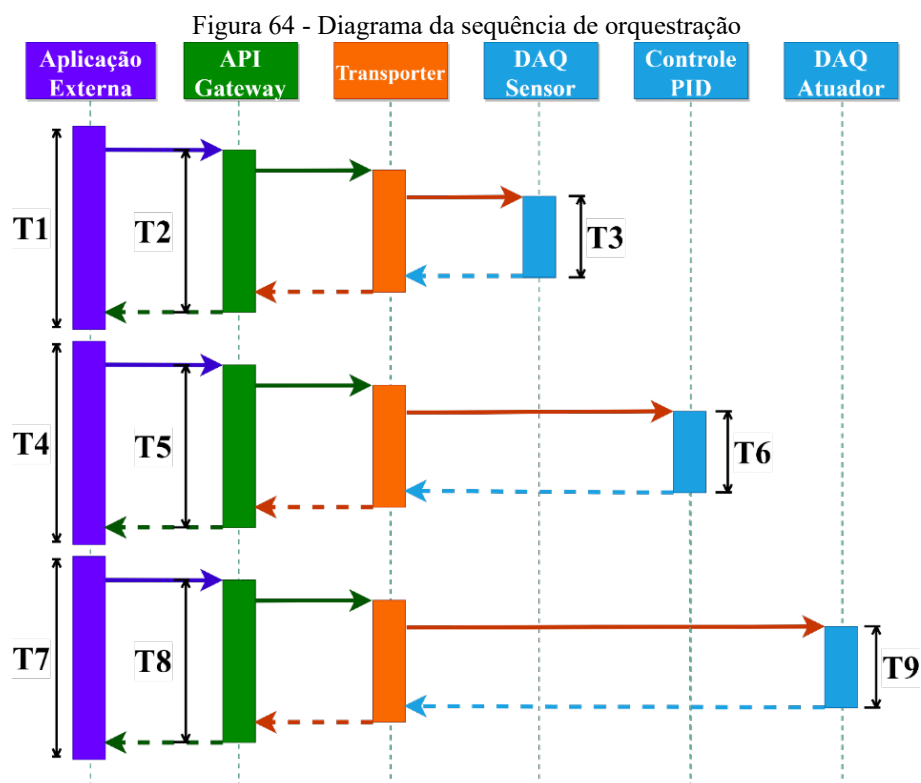 Figura 64 - Diagrama da sequência de orquestração
Aplicação
Externa
API
Gateway
Transporter
DAQ
Sensor
Controle
PID
DAQ
Atuador
T1
T2
T3
T4
T5
T6
T7
T8
T9